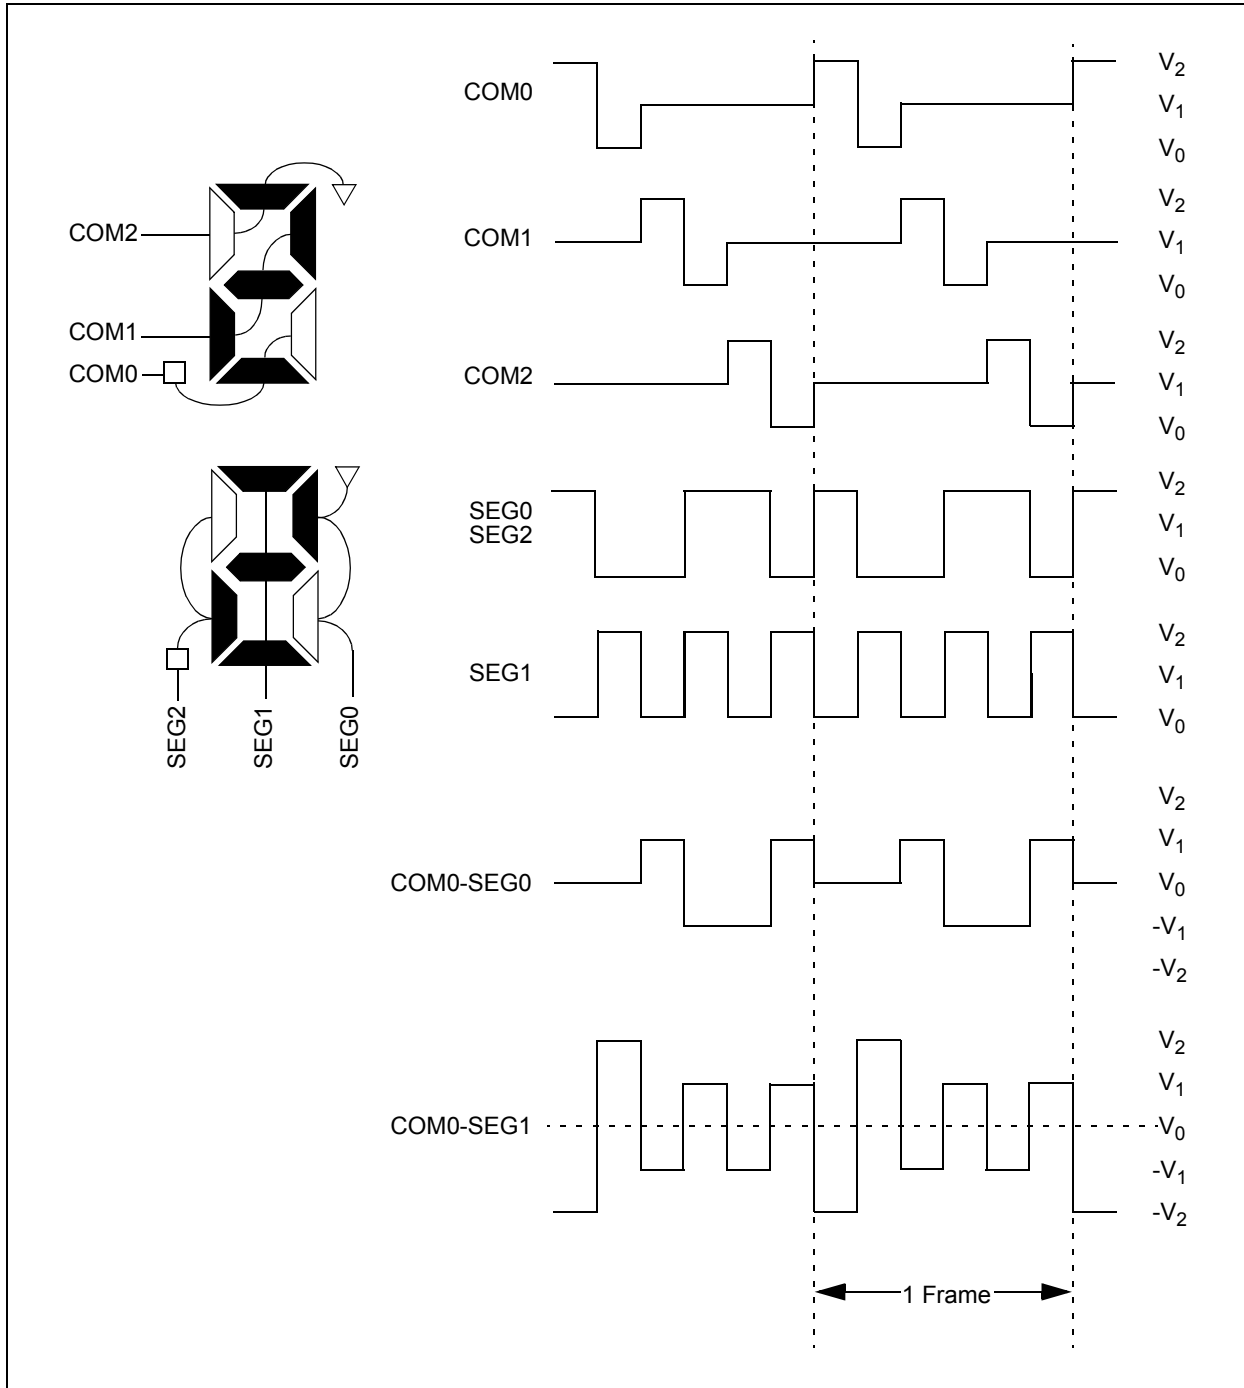 COM0
V2
V1
V0
COM2
COM1
COM0
COM1
V2
V1
V0
COM2
V2
V1
V0
SEG0
SEG2
V2
V1
V0
SEG1
V2
V1
V0
SEG2
SEG1
SEG0
COM0-SEG0
V2
V1
V0
-V1
-V2
COM0-SEG1
V2
V1
V0
-V1
-V2
1 Frame